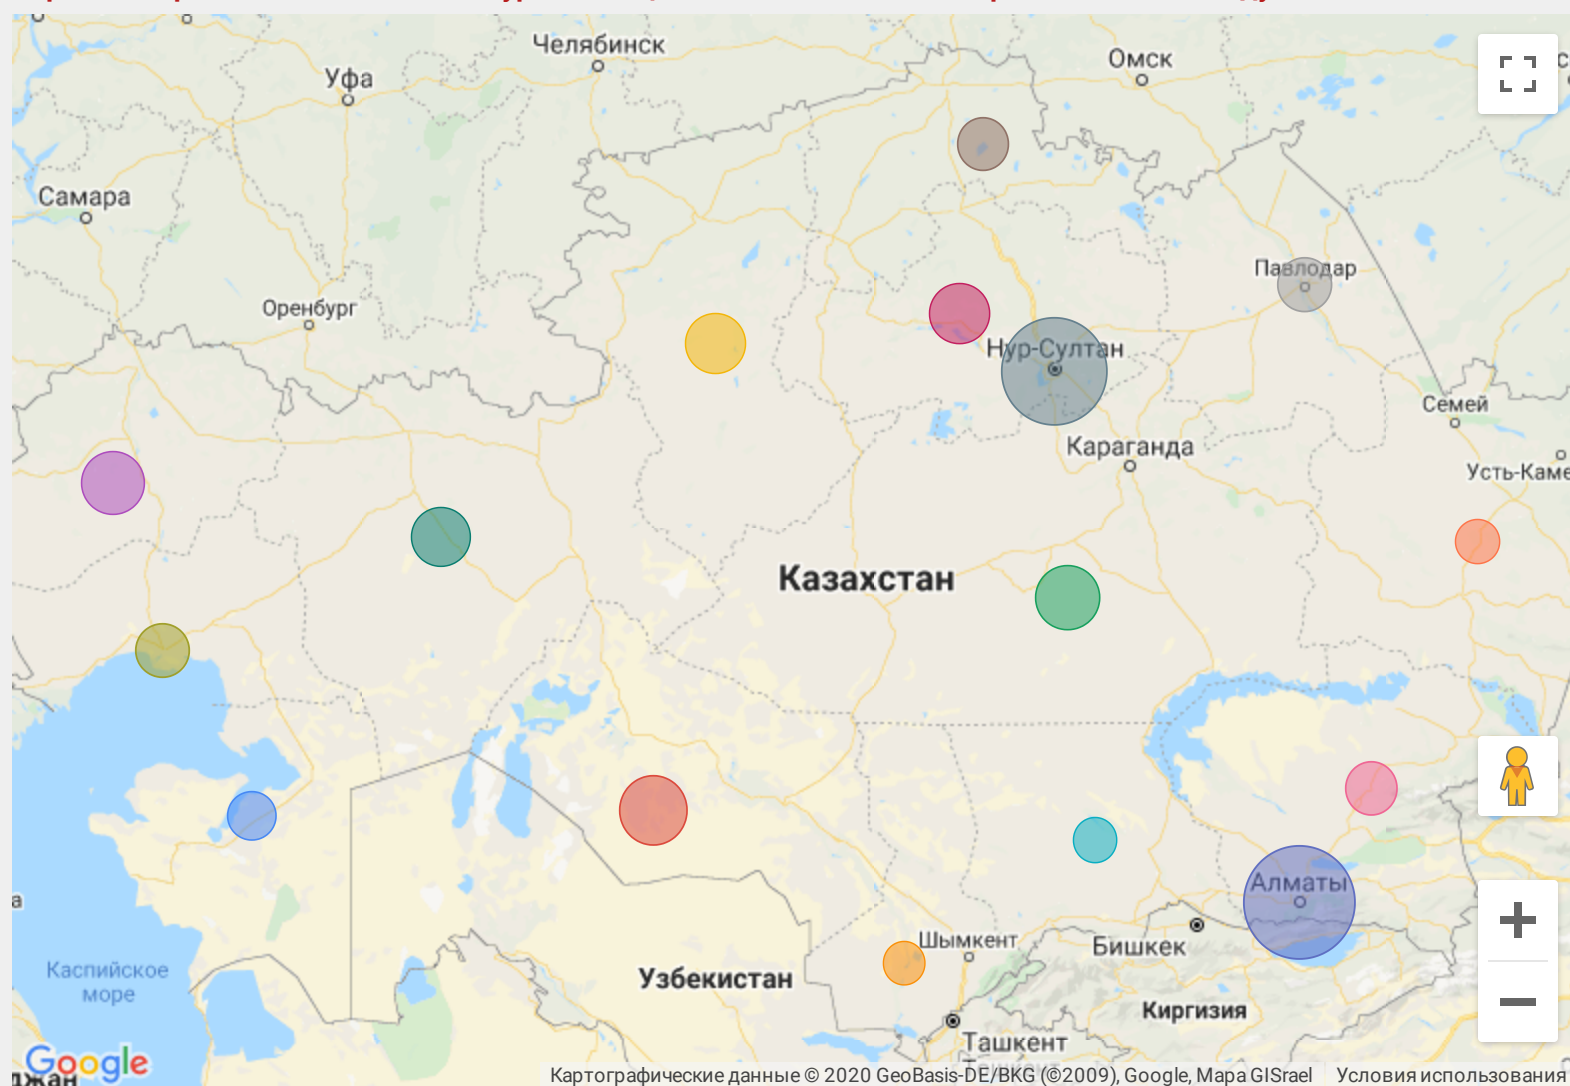 Челябинск
Омск
Уфа
Самара
Павлодар
Оренбург
Нур-Султан
Семей
Караганда
Усть-Каме
Казахстан
Алматы
Шымкент
Бишкек
Каспийское
море
Узбекистан
Киргизия
Ташкент
Google
джан
Картографические данные © 2020 GeoBasis-DE/BKG (©2009), Google, Mapa GISrael Условия использования